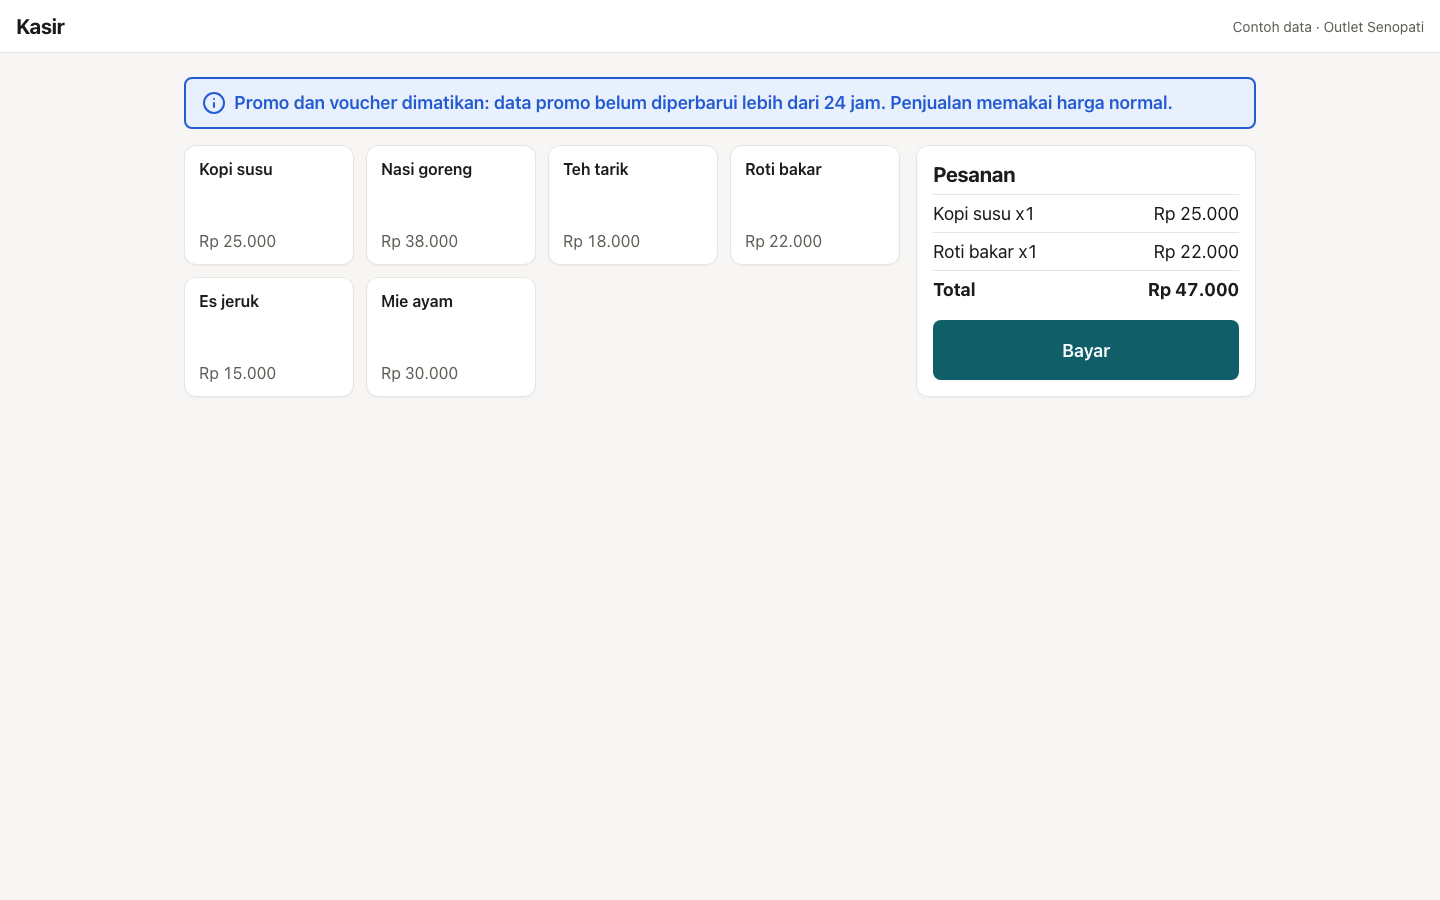 Kasir
Contoh data · Outlet Senopati
Promo dan voucher dimatikan: data promo belum diperbarui lebih dari 24 jam. Penjualan memakai harga normal.
Kopi susu
Rp 25.000
Nasi goreng
Rp 38.000
Teh tarik
Rp 18.000
Roti bakar
Rp 22.000
Es jeruk
Rp 15.000
Mie ayam
Rp 30.000
Pesanan
Kopi susu x1 Rp 25.000
Roti bakar x1 Rp 22.000
Total Rp 47.000
Bayar